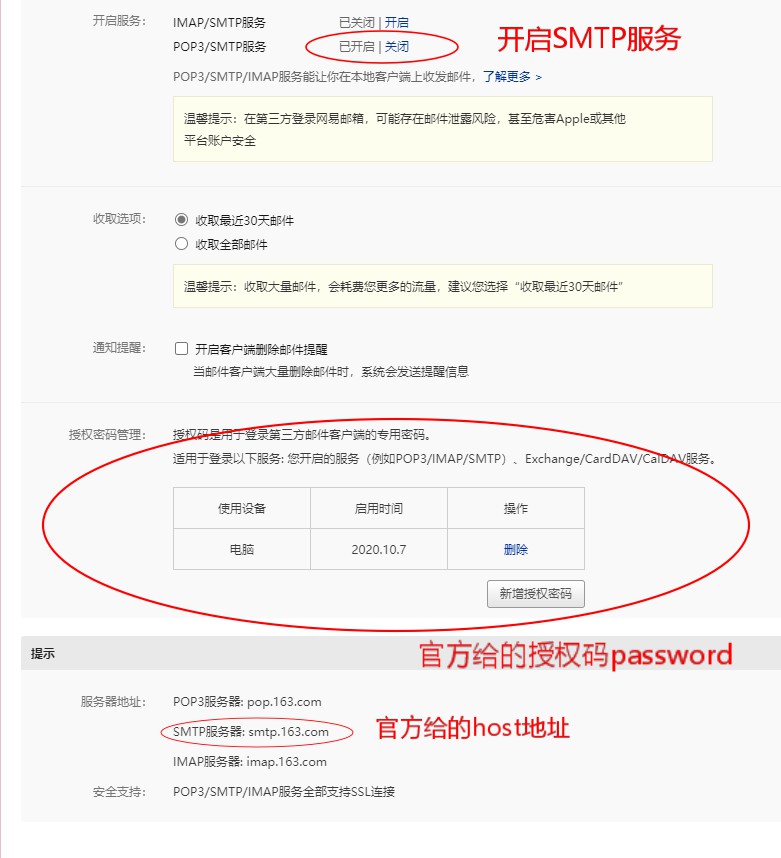 开启服务: IMAP/SMTP服务 已关闭 | 开启
POP3/SMTP服务 已开启 | 关闭
开启SMTP服务
POP3/SMTP/IMAP服务能让你在本地客户端上收发邮件，了解更多 >
温馨提示：在第三方登录网易邮箱，可能存在邮件泄露风险，甚至危害Apple或其他
平台账户安全
收取选项: 收取最近30天邮件
收取全部邮件
温馨提示：收取大量邮件，会耗费您更多的流量，建议您选择“收取最近30天邮件”
通知提醒: 开启客户端删除邮件提醒
当邮件客户端大量删除邮件时，系统会发送提醒信息
授权密码管理: 授权码是用于登录第三方邮件客户端的专用密码。
适用于登录以下服务: 您开启的服务（例如POP3/IMAP/SMTP）、Exchange/CardDAV/CalDAV服务。
使用设备 启用时间 操作
电脑 2020.10.7 删除
新增授权密码
提示
官方给的授权码password
服务器地址: POP3服务器: pop.163.com
SMTP服务器: smtp.163.com
官方给的host地址
IMAP服务器: imap.163.com
安全支持: POP3/SMTP/IMAP服务全部支持SSL连接